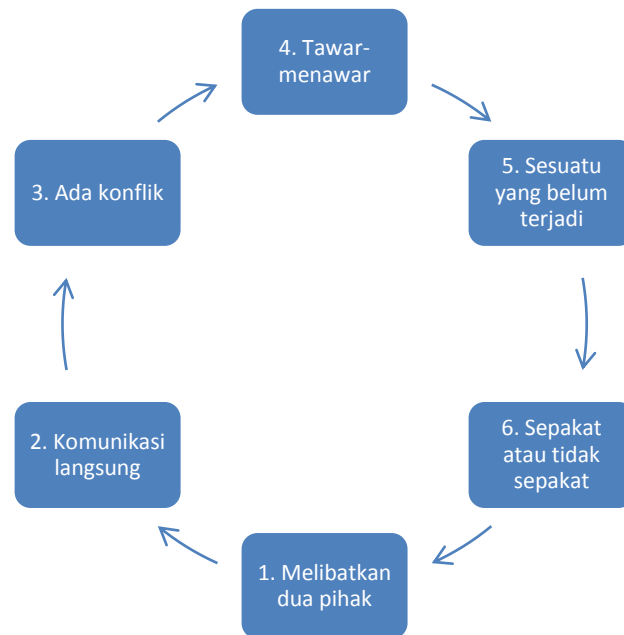 4. Tawar-
menawar
3. Ada konflik
5. Sesuatu
yang belum
terjadi
2. Komunikasi
langsung
6. Sepakat
atau tidak
sepakat
1. Melibatkan
dua pihak